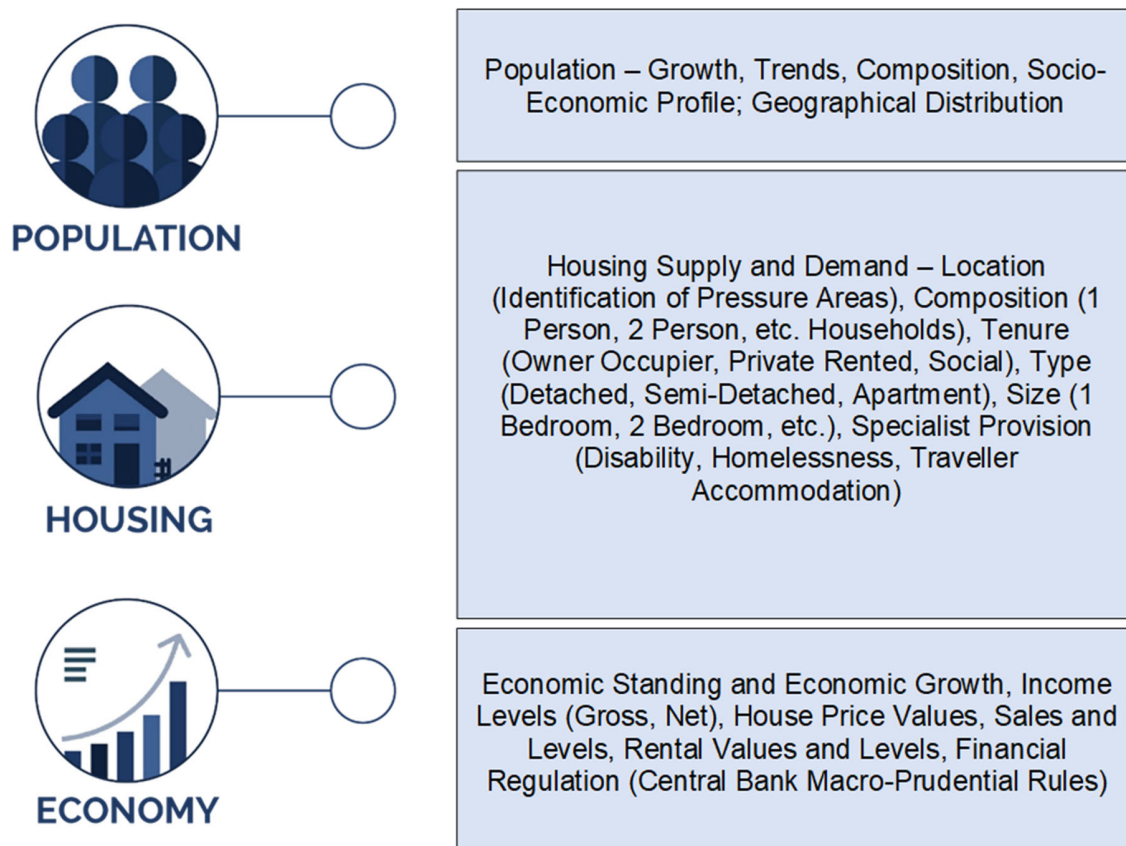 POPULATION
Population – Growth, Trends, Composition, Socio-
Economic Profile; Geographical Distribution
HOUSING
Housing Supply and Demand – Location
(Identification of Pressure Areas), Composition (1
Person, 2 Person, etc. Households), Tenure
(Owner Occupier, Private Rented, Social), Type
(Detached, Semi-Detached, Apartment), Size (1
Bedroom, 2 Bedroom, etc.), Specialist Provision
(Disability, Homelessness, Traveller
Accommodation)
ECONOMY
Economic Standing and Economic Growth, Income
Levels (Gross, Net), House Price Values, Sales and
Levels, Rental Values and Levels, Financial
Regulation (Central Bank Macro-Prudential Rules)